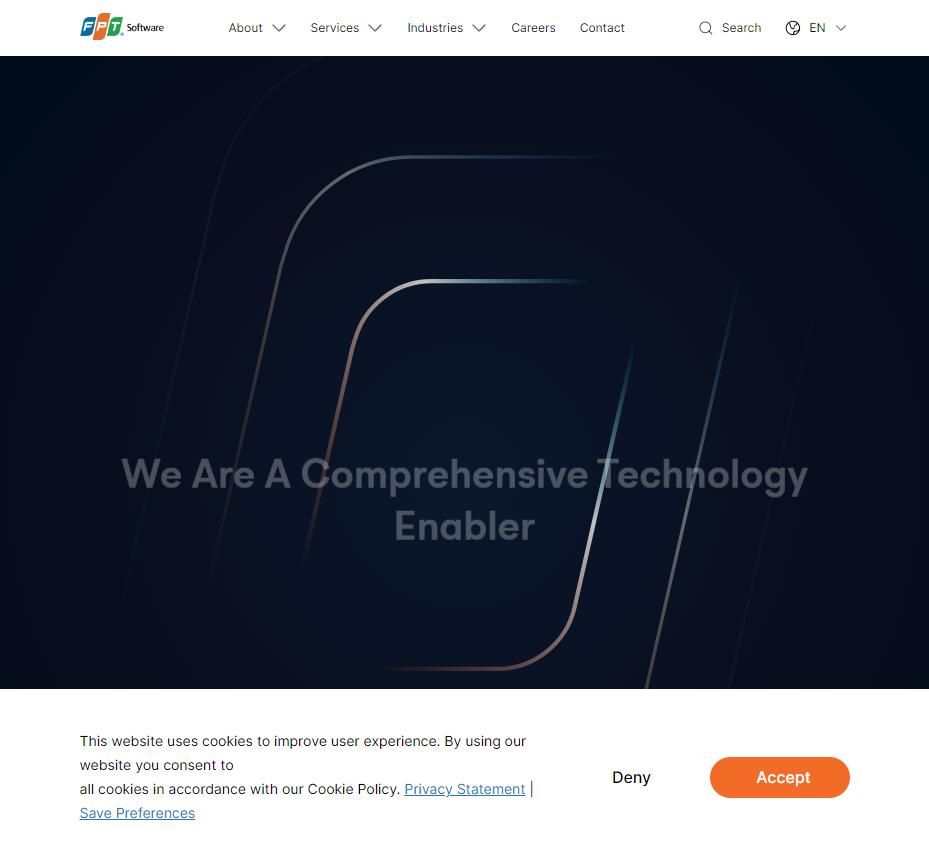 FPT Software
About
Services
Industries
Careers
Contact
Search
EN
We Are A Comprehensive Technology
Enabler
This website uses cookies to improve user experience. By using our
website you consent to
all cookies in accordance with our Cookie Policy. Privacy Statement |
Save Preferences
Deny
Accept